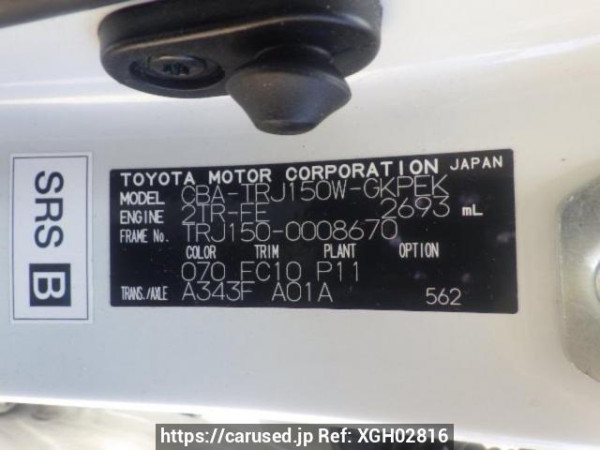 SRS B
TOYOTA MOTOR CORPORATION JAPAN
MODEL CBA-TRJ150W-GKPEK
ENGINE 2TR-FE 2693 mL
FRAME No. TRJ150-0008670
COLOR TRIM PLANT OPTION
070 FC10 P11
TRANS./AXLE A343F A01A 562
https://carused.jp Ref: XGH02816